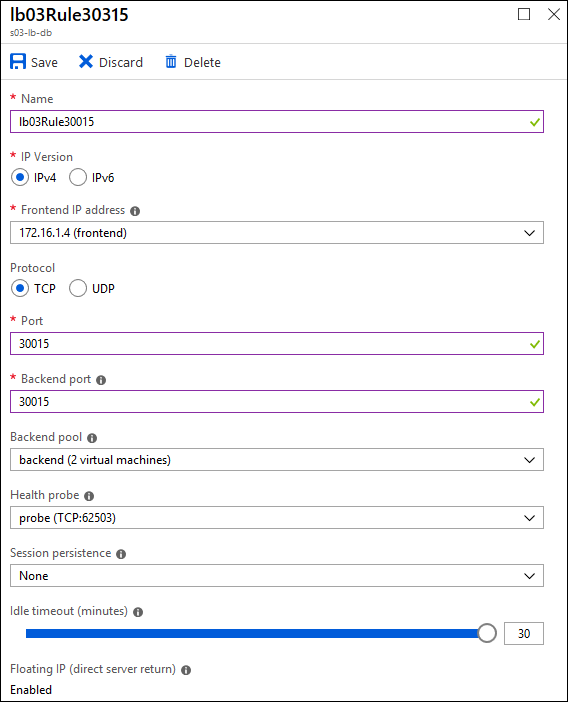 lb03Rule30315
s03-lb-db
Save Discard Delete
* Name
lb03Rule30015
* IP Version
IPv4 IPv6
* Frontend IP address
172.16.1.4 (frontend)
Protocol
TCP UDP
* Port
30015
* Backend port
30015
Backend pool
backend (2 virtual machines)
Health probe
probe (TCP:62503)
Session persistence
None
Idle timeout (minutes)
30
Floating IP (direct server return)
Enabled